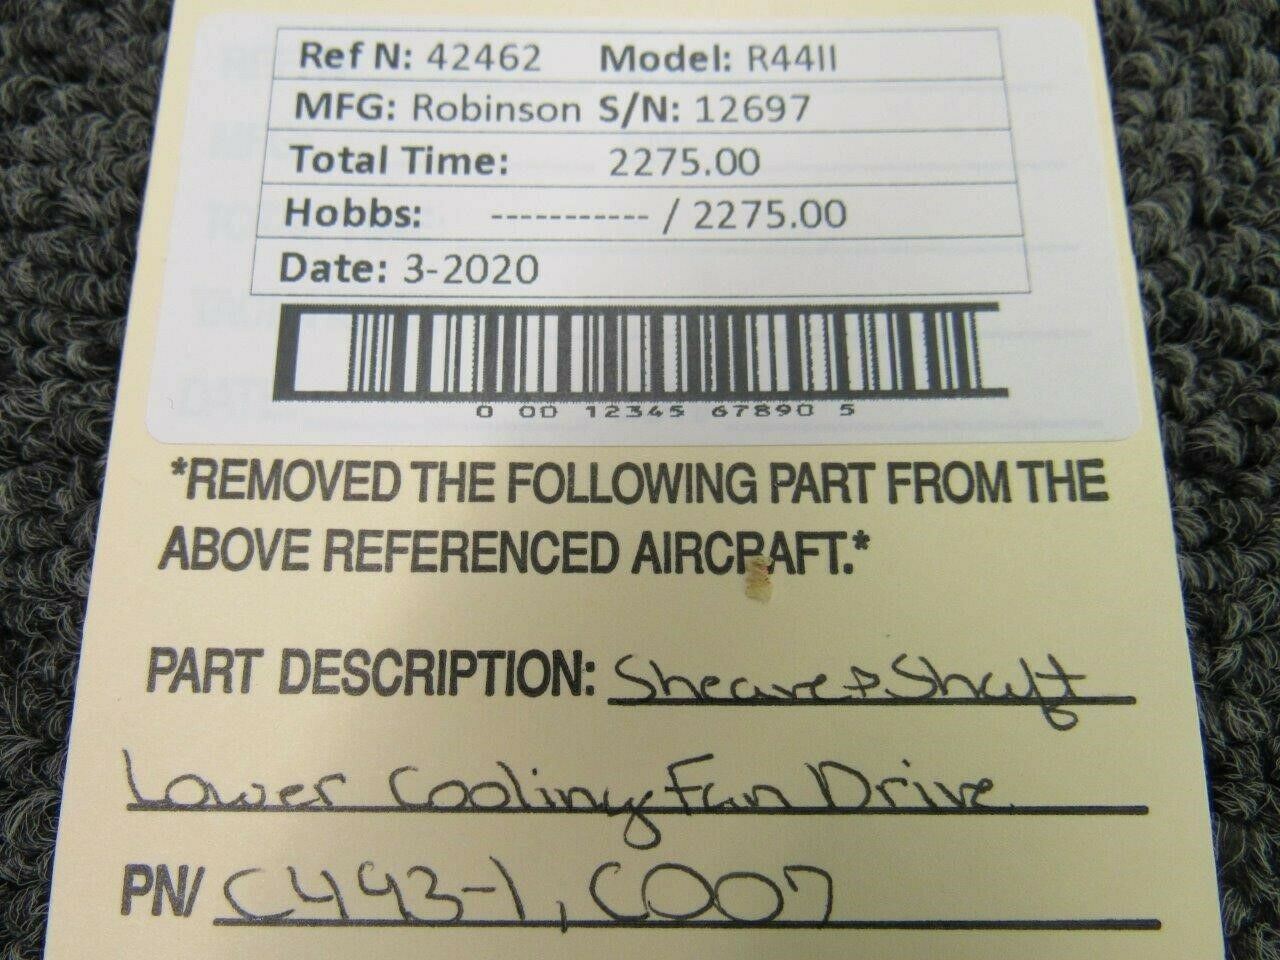 Ref N: 42462 Model: R44II
MFG: Robinson S/N: 12697
Total Time: 2275.00
Hobbs: ----------- / 2275.00
Date: 3-2020
0 00 12345 67890 5
*REMOVED THE FOLLOWING PART FROM THE
ABOVE REFERENCED AIRCRAFT.*
PART DESCRIPTION: Sheave & Shaft
Lower Cooling Fan Drive
PN/ C493-1, C007